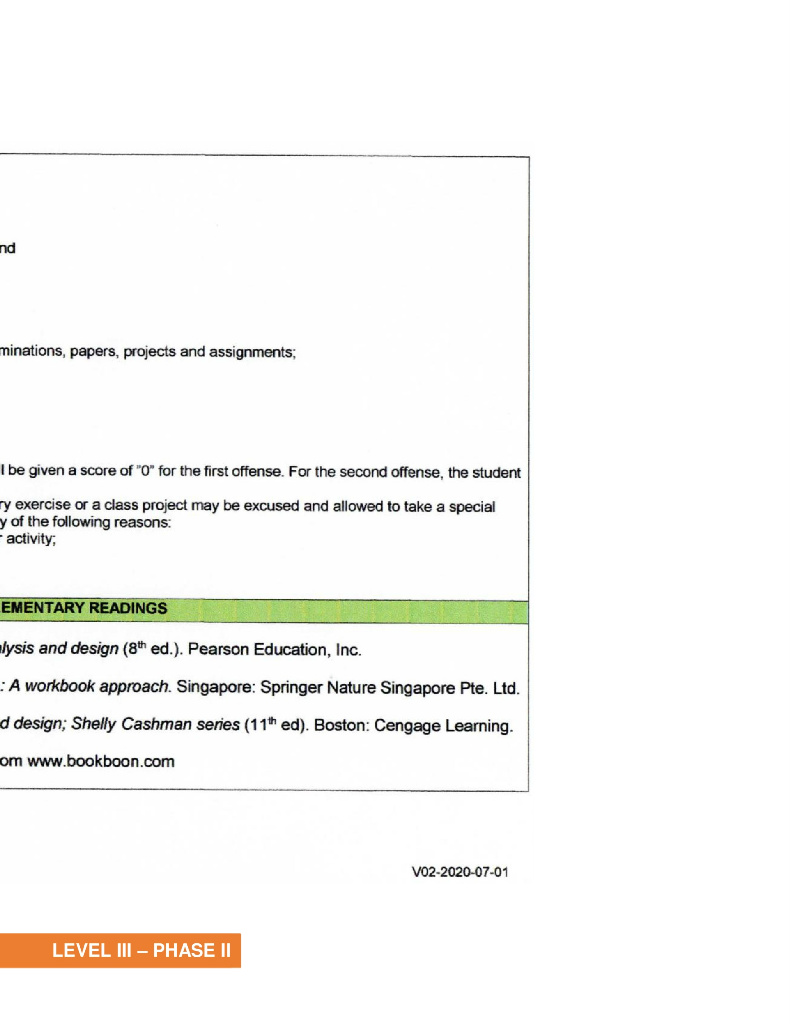 nd
minations, papers, projects and assignments;
l be given a score of "0" for the first offense. For the second offense, the student
ry exercise or a class project may be excused and allowed to take a special
y of the following reasons:
r activity;
EMENTARY READINGS
lysis and design (8th ed.). Pearson Education, Inc.
: A workbook approach. Singapore: Springer Nature Singapore Pte. Ltd.
d design; Shelly Cashman series (11th ed). Boston: Cengage Learning.
om www.bookboon.com
V02-2020-07-01
LEVEL III – PHASE II